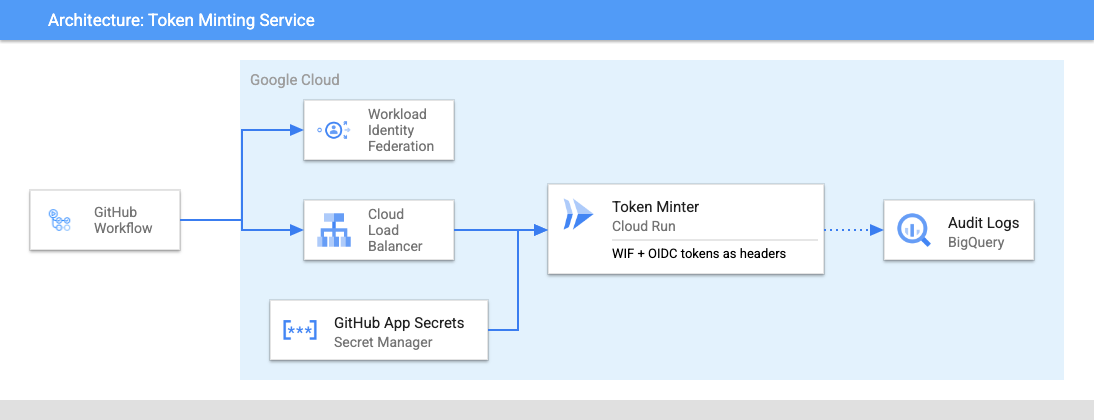 Architecture: Token Minting Service
Google Cloud
Workload
Identity
Federation
GitHub
Workflow
Cloud
Load
Balancer
Token Minter
Cloud Run
WIF + OIDC tokens as headers
Audit Logs
BigQuery
[***]
GitHub App Secrets
Secret Manager